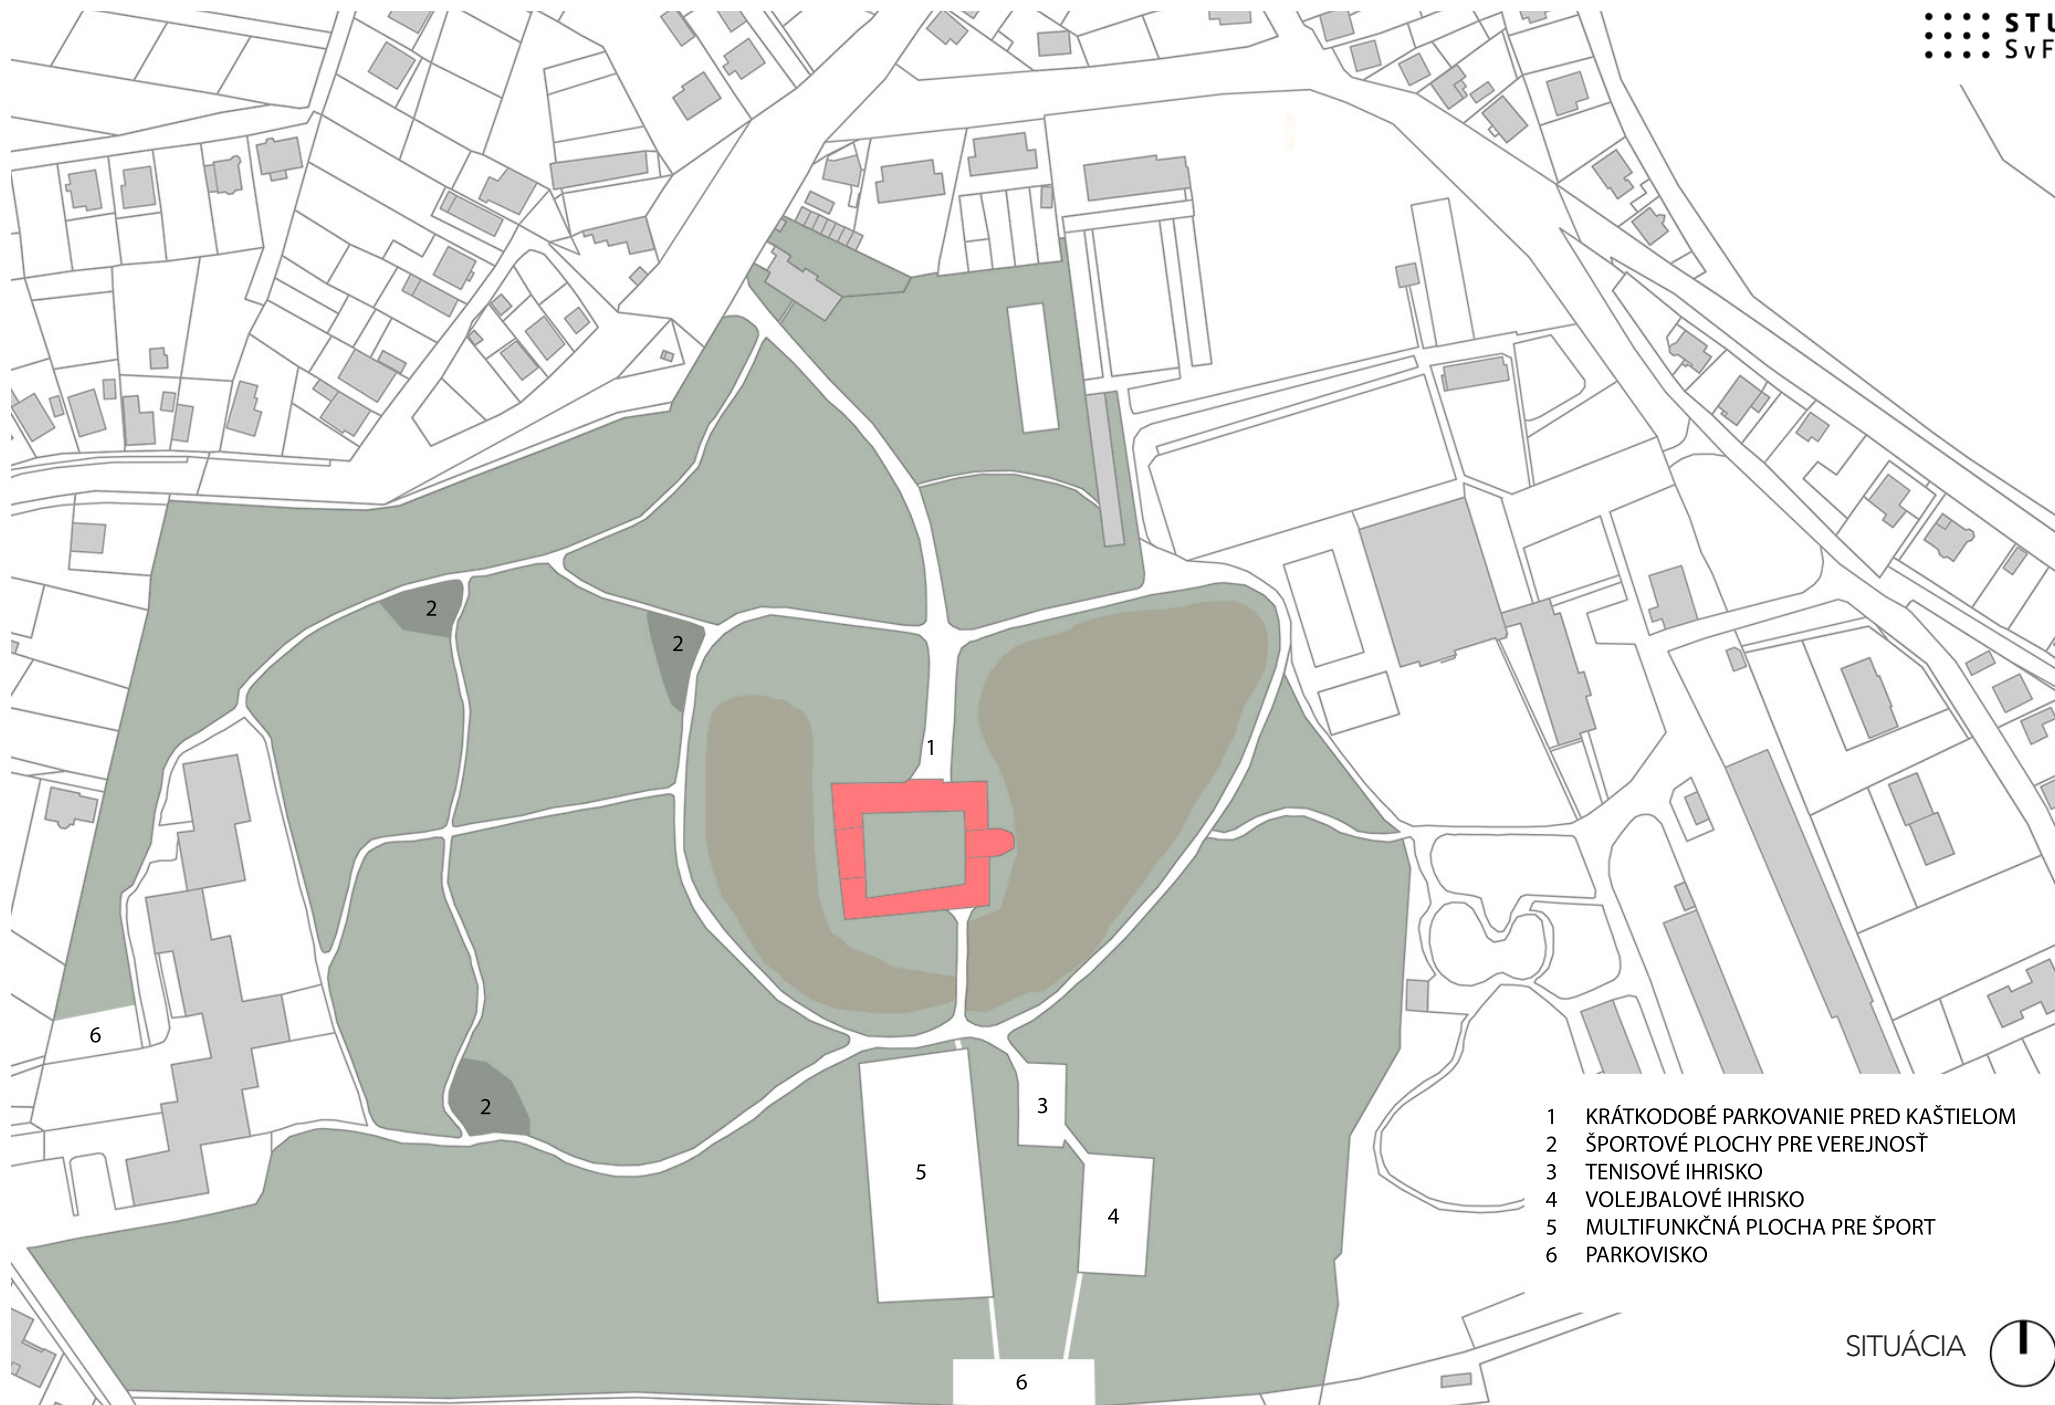 STU
SvF
2
2
1
6
2
3
5
4
6
1 KRÁTKODOBÉ PARKOVANIE PRED KAŠTIELOM
2 ŠPORTOVÉ PLOCHY PRE VEREJNOSŤ
3 TENISOVÉ IHRISKO
4 VOLEJBALOVÉ IHRISKO
5 MULTIFUNKČNÁ PLOCHA PRE ŠPORT
6 PARKOVISKO
SITUÁCIA